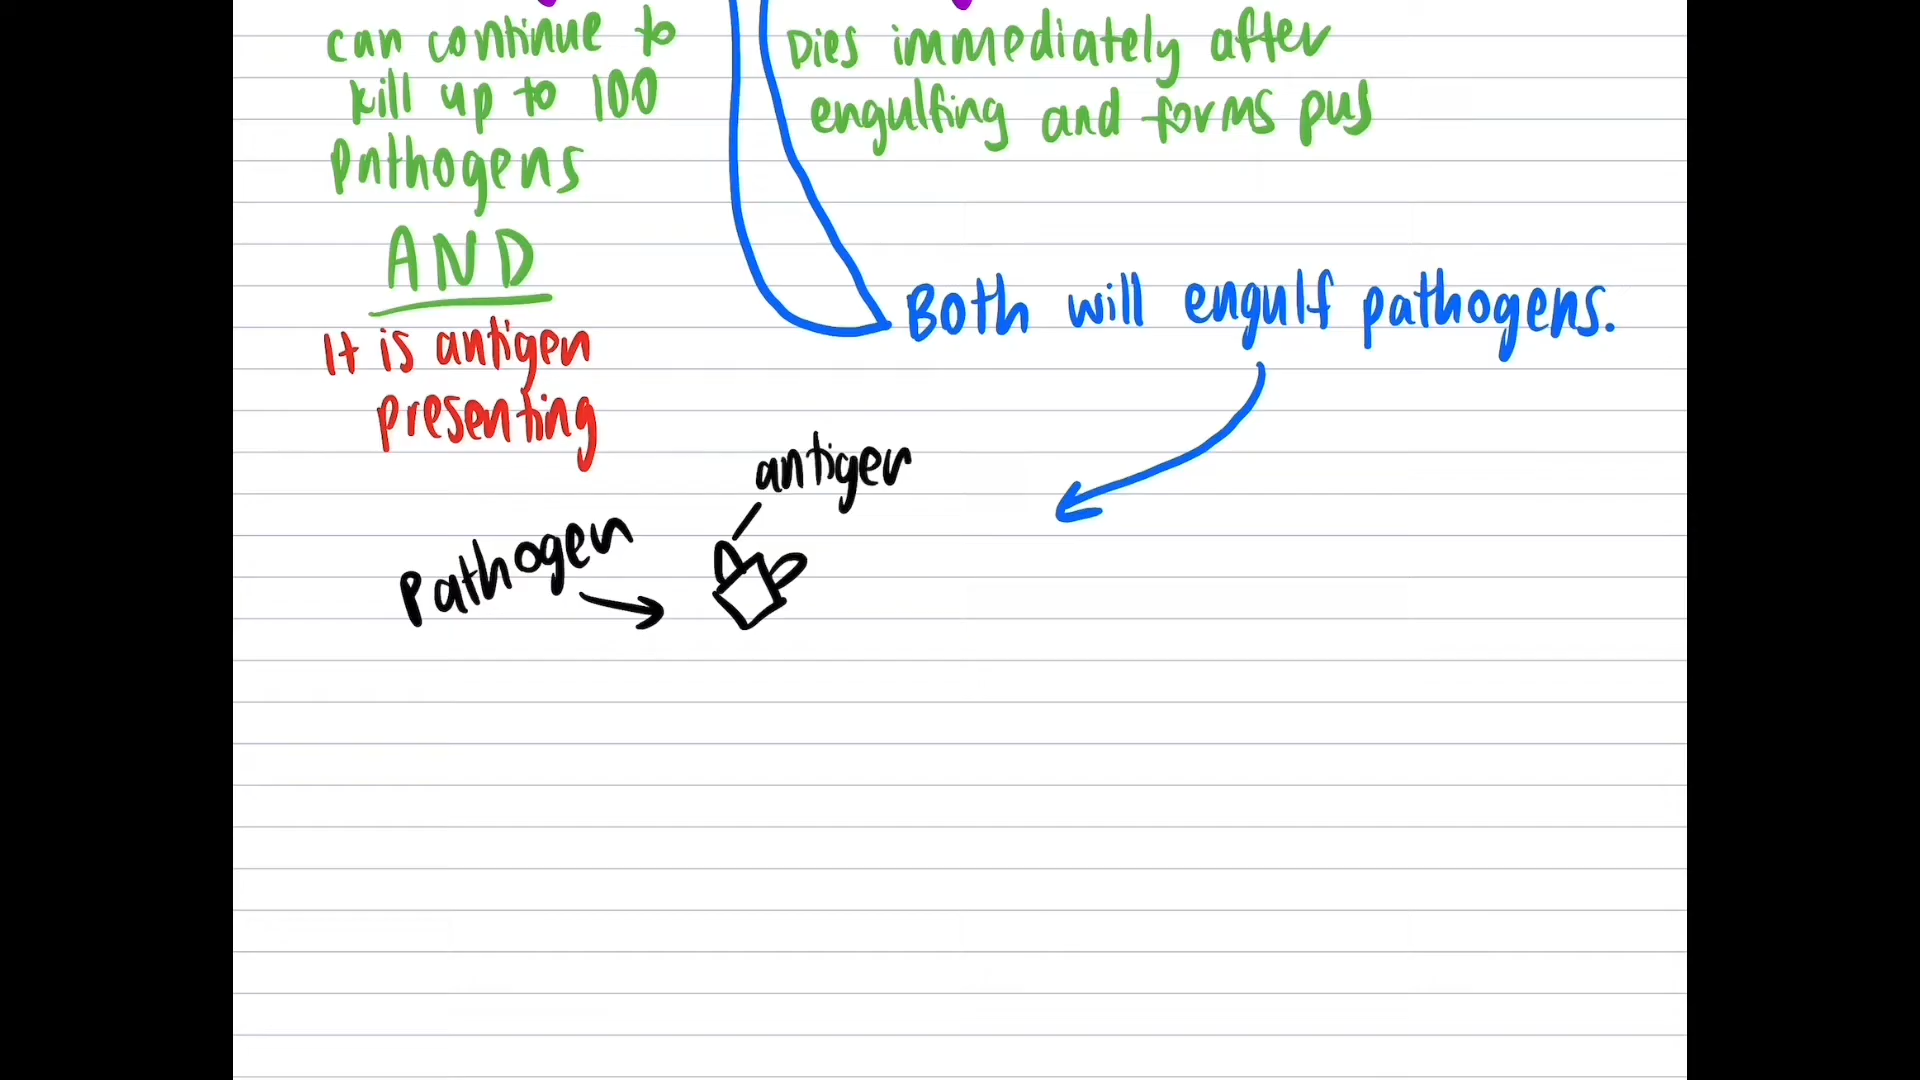 can continue to
kill up to 100
pathogens
AND
It is antigen
presenting
Dies immediately after
engulfing and forms pus
Both will engulf pathogens.
antigen
Pathogen